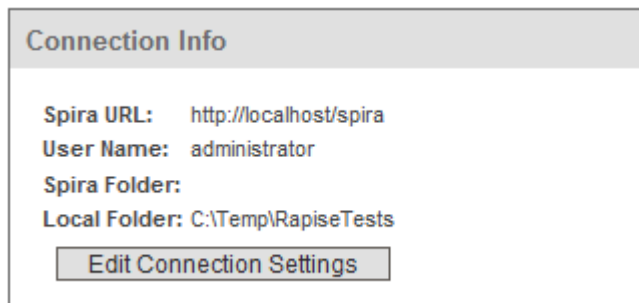 Connection Info
Spira URL: http://localhost/spira
User Name: administrator
Spira Folder:
Local Folder: C:\Temp\RapiseTests
Edit Connection Settings